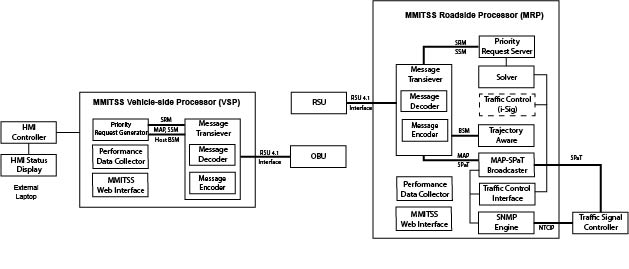 MMITSS Roadside Processor (MRP)
SRM
SSM
Priority
Request Server
Message
Transiever
Solver
MMITSS Vehicle-side Processor (VSP)
RSU
RSU 4.1
Interface
Message
Decoder
Traffic Control
(i-Sig)
HMI
Controller
Priority
Request Generator
SRM
MAP, SSM
Host BSM
Message
Transiever
Message
Encoder
BSM
Trajectory
Aware
HMI Status
Display
Performance
Data Collector
Message
Decoder
RSU 4.1
Interface
OBU
MAP
SPaT
MAP-SPaT
Broadcaster
SPaT
External
Laptop
MMITSS
Web Interface
Message
Encoder
Performance
Data Collector
Traffic Control
Interface
MMITSS
Web Interface
SNMP
Engine
NTCIP
Traffic Signal
Controller